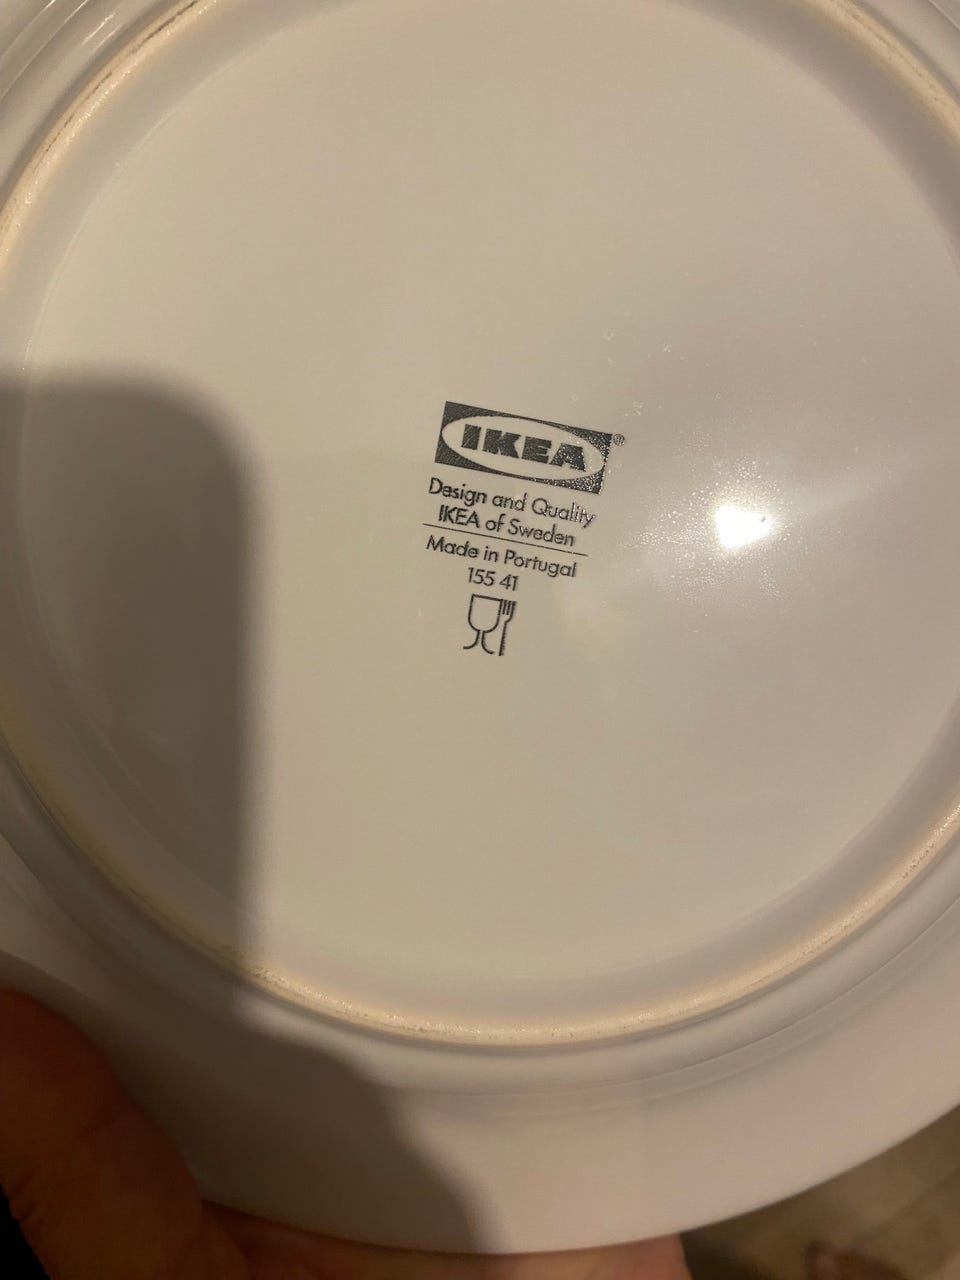 IKEA®
Design and Quality
IKEA of Sweden
Made in Portugal
155 41